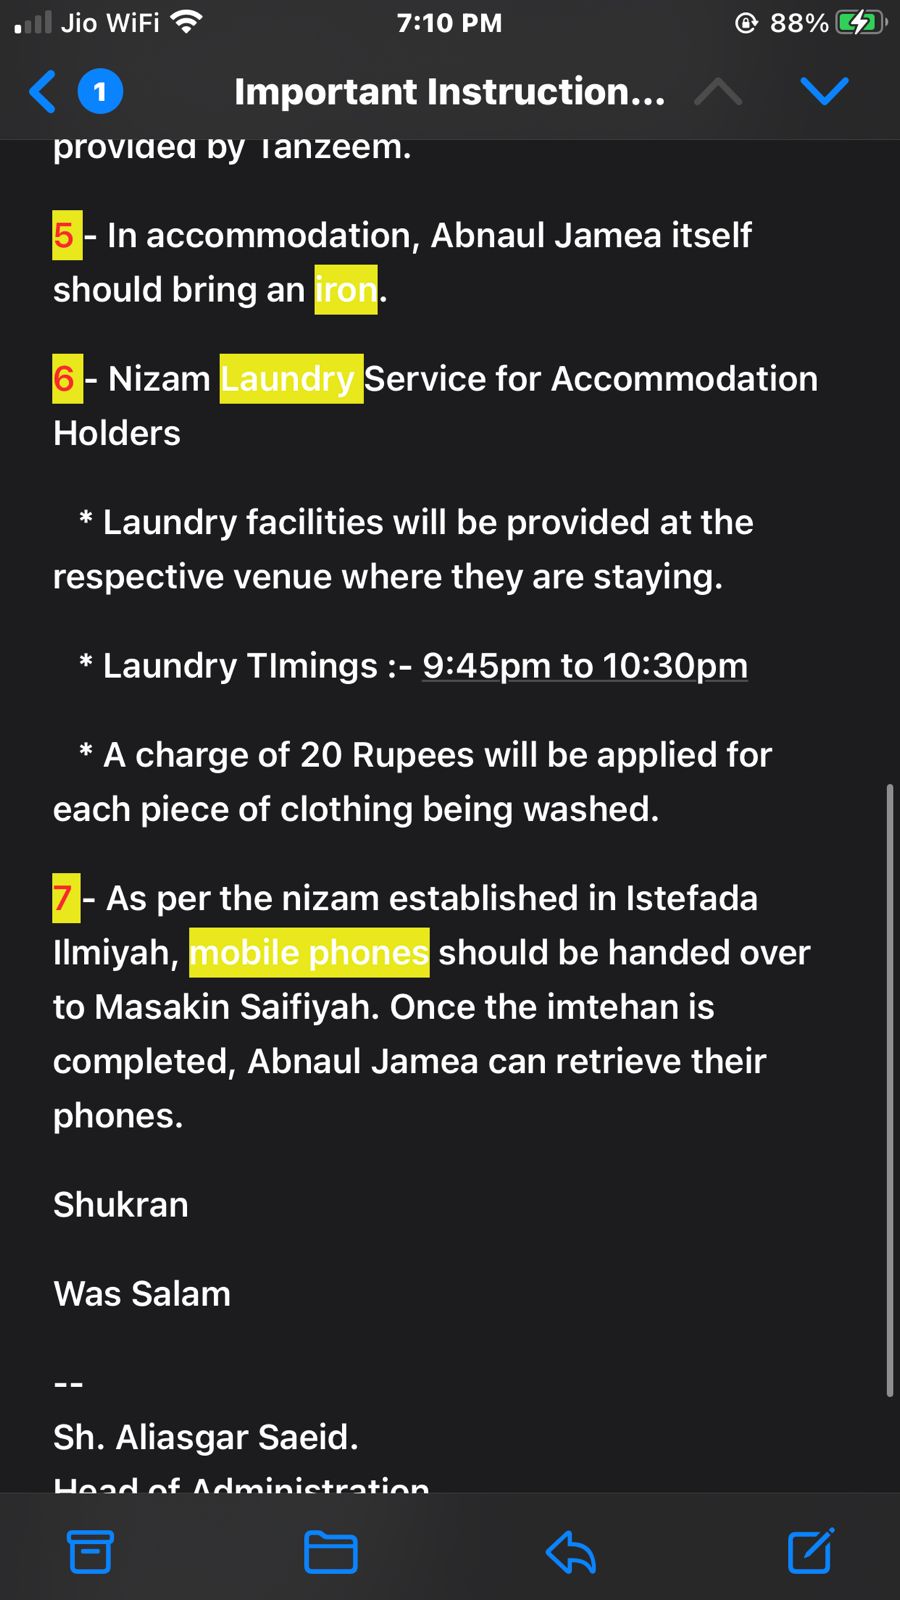 Jio WiFi 7:10 PM 88%
1 Important Instruction...
provided by Tanzeem.
5- In accommodation, Abnaul Jamea itself
should bring an iron.
6- Nizam Laundry Service for Accommodation
Holders
* Laundry facilities will be provided at the
respective venue where they are staying.
* Laundry TImings :- 9:45pm to 10:30pm
* A charge of 20 Rupees will be applied for
each piece of clothing being washed.
7- As per the nizam established in Istefada
Ilmiyah, mobile phones should be handed over
to Masakin Saifiyah. Once the imtehan is
completed, Abnaul Jamea can retrieve their
phones.
Shukran
Was Salam
--
Sh. Aliasgar Saeid.
Head of Administration